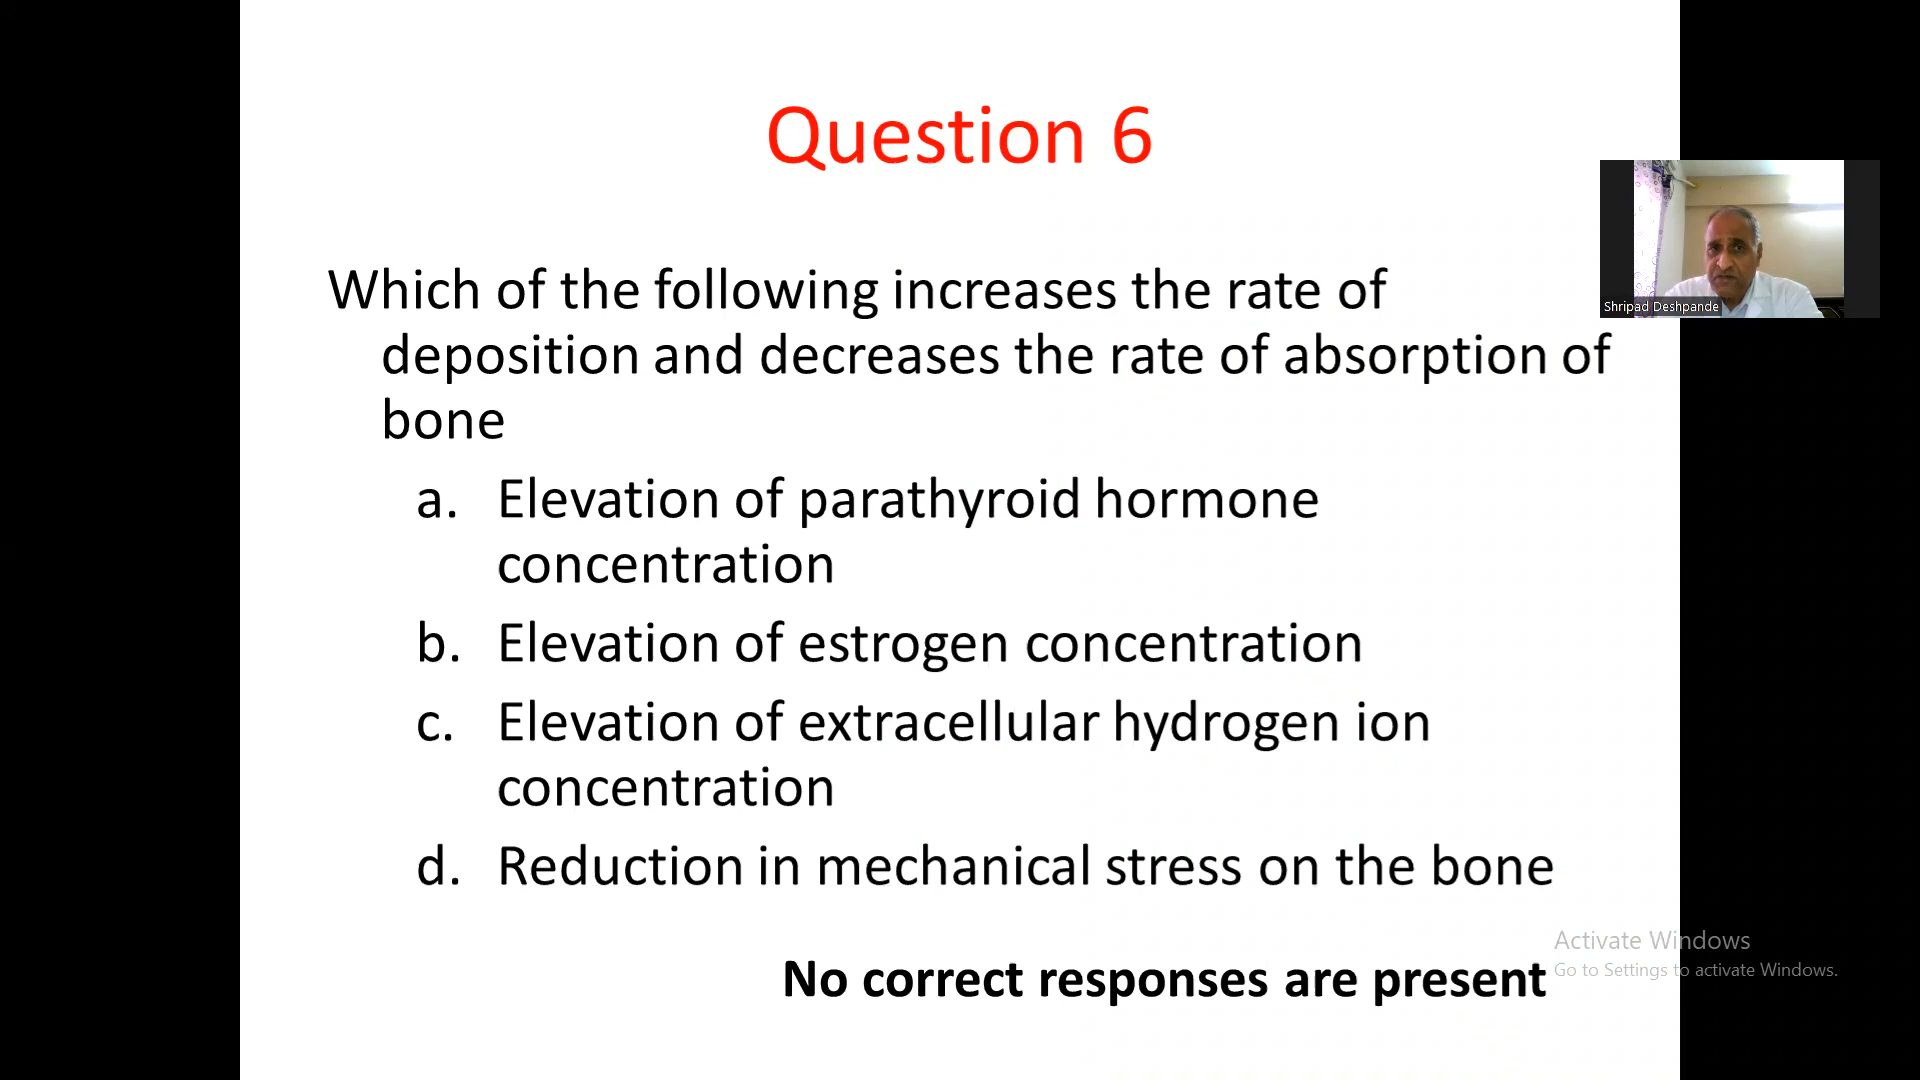 Question 6
Which of the following increases the rate of
deposition and decreases the rate of absorption of
bone
a. Elevation of parathyroid hormone
concentration
b. Elevation of estrogen concentration
c. Elevation of extracellular hydrogen ion
concentration
d. Reduction in mechanical stress on the bone
No correct responses are present
Shripad Deshpande
Activate Windows
Go to Settings to activate Windows.